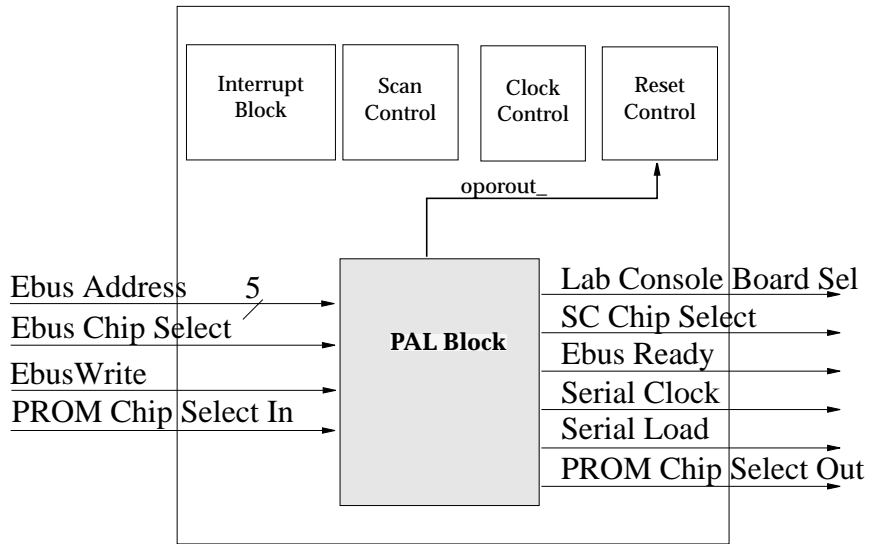 Interrupt
Block
Scan
Control
Clock
Control
Reset
Control
oporout_
Ebus Address
5
Ebus Chip Select
EbusWrite
PROM Chip Select In
PAL Block
Lab Console Board Sel
SC Chip Select
Ebus Ready
Serial Clock
Serial Load
PROM Chip Select Out